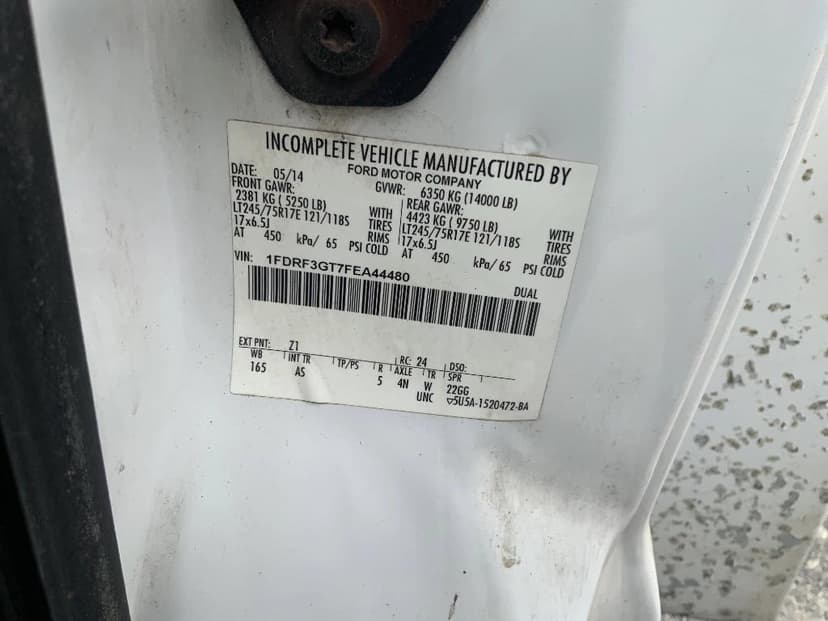 INCOMPLETE VEHICLE MANUFACTURED BY
FORD MOTOR COMPANY
DATE: 05/14 GVWR: 6350 KG (14000 LB)
FRONT GAWR: REAR GAWR:
2381 KG ( 5250 LB) WITH 4423 KG ( 9750 LB) WITH
LT245/75R17E 121/118S TIRES LT245/75R17E 121/118S TIRES
17x6.5J RIMS 17x6.5J RIMS
AT 450 kPa/ 65 PSI COLD AT 450 kPa/ 65 PSI COLD
VIN: 1FDRF3GT7FEA44480 DUAL
EXT PNT: Z1 RC: 24 DSO:
WB INT TR TP/PS R AXLE TR SPR
165 AS 5 4N W 22GG
UNC ▽5U5A-1520472-BA